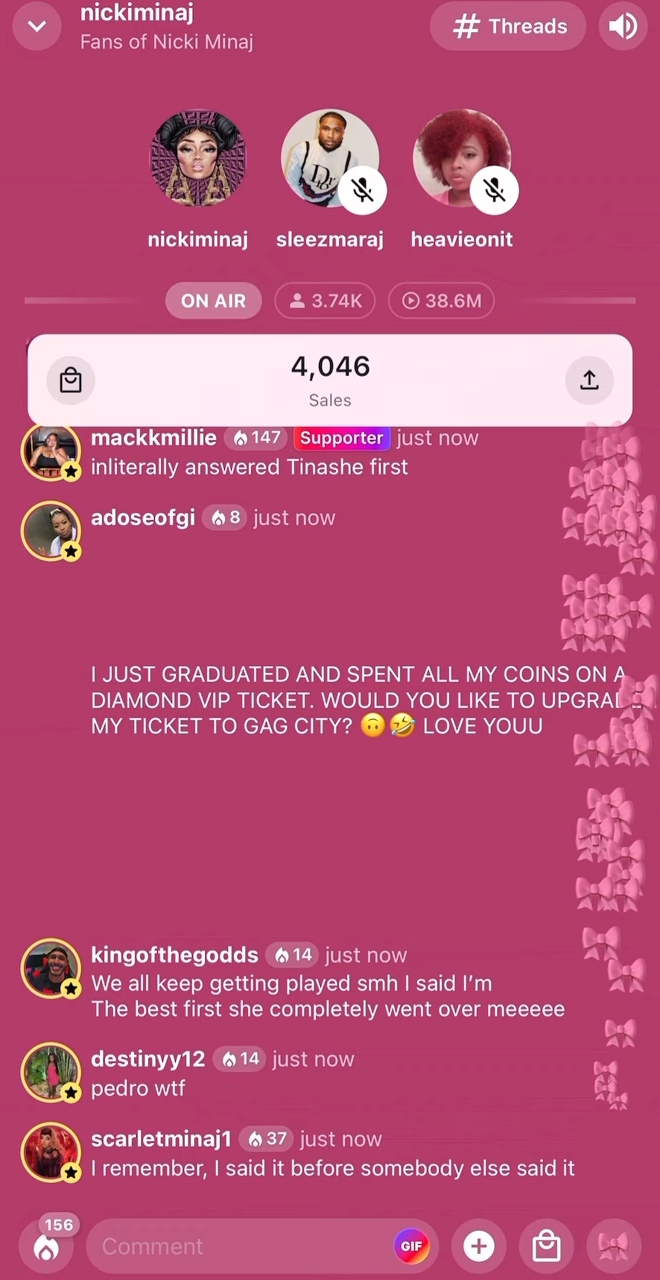 nickiminaj
Fans of Nicki Minaj
# Threads
nickiminaj
sleezmaraj
heavieonit
ON AIR
3.74K
38.6M
4,046
Sales
mackkmillie 147 Supporter just now
inliterally answered Tinashe first
adoseofgi 8 just now
I JUST GRADUATED AND SPENT ALL MY COINS ON A
DIAMOND VIP TICKET. WOULD YOU LIKE TO UPGRAD
MY TICKET TO GAG CITY? 🙃🤣 LOVE YOUU
kingofthegodds 14 just now
We all keep getting played smh I said I’m
The best first she completely went over meeeee
destinyy12 14 just now
pedro wtf
scarletminaj1 37 just now
I remember, I said it before somebody else said it
156
Comment
GIF